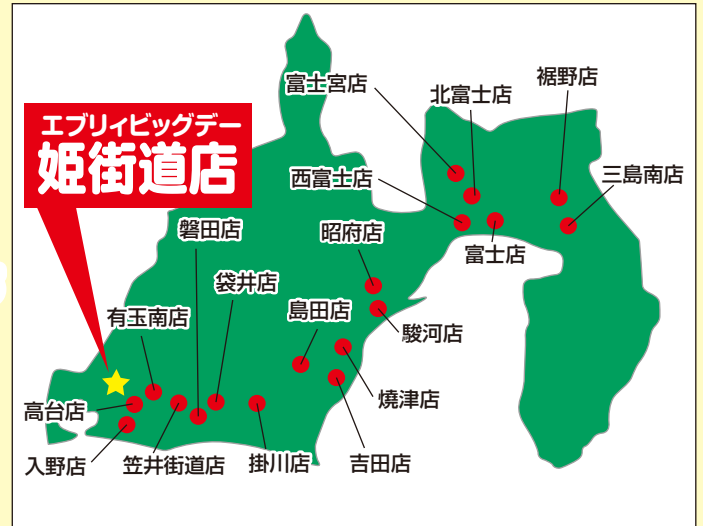 富士宮店
北富士店
裾野店
エブリィビッグデー
姫街道店
西富士店
三島南店
磐田店
昭府店
富士店
袋井店
有玉南店
島田店
駿河店
高台店
焼津店
入野店
笠井街道店
掛川店
吉田店